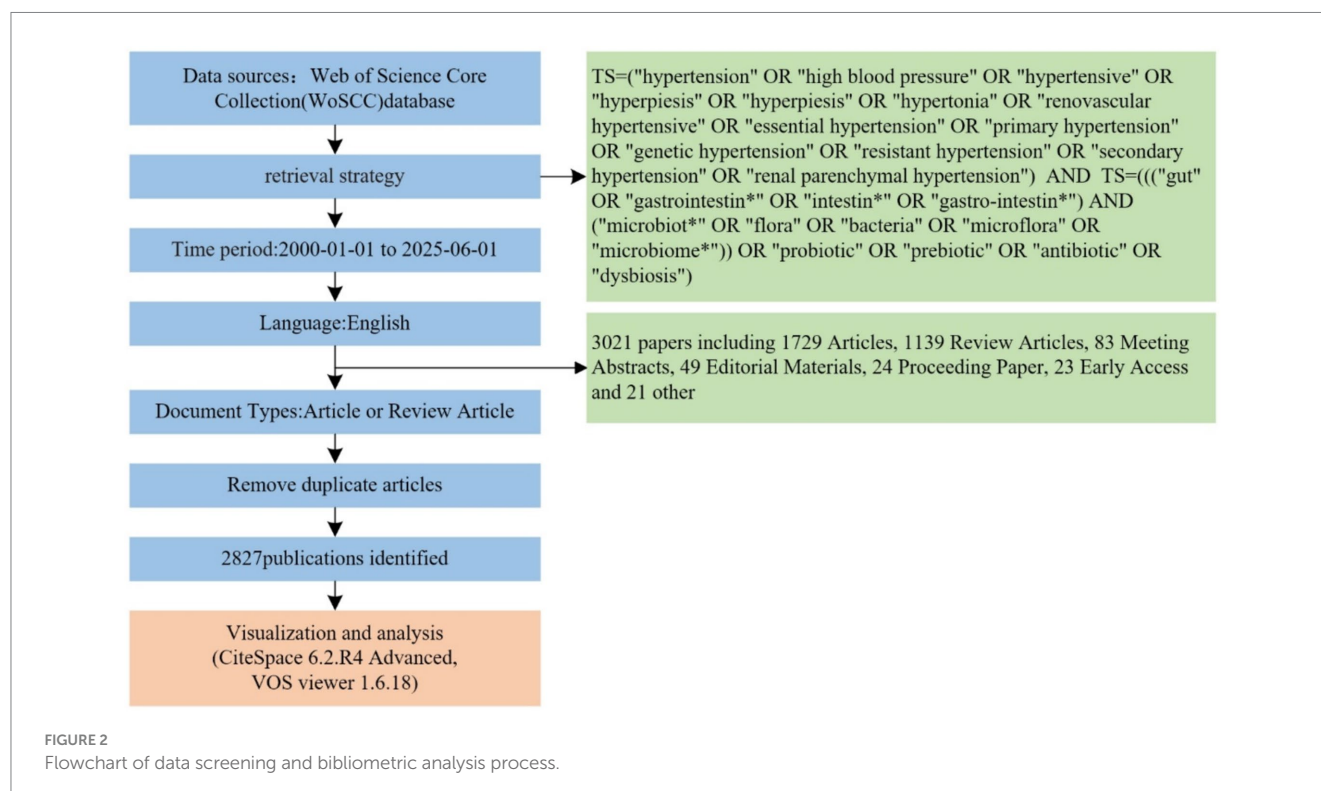 Data sources：Web of Science Core
Collection(WoSCC)database
retrieval strategy
TS=("hypertension" OR "high blood pressure" OR "hypertensive" OR
"hyperpiesis" OR "hyperpiesis" OR "hypertonia" OR "renovascular
hypertensive" OR "essential hypertension" OR "primary hypertension"
OR "genetic hypertension" OR "resistant hypertension" OR "secondary
hypertension" OR "renal parenchymal hypertension") AND TS=((("gut"
OR "gastrointestin*" OR "intestin*" OR "gastro-intestin*") AND
("microbiot*" OR "flora" OR "bacteria" OR "microflora" OR
"microbiome*")) OR "probiotic" OR "prebiotic" OR "antibiotic" OR
"dysbiosis")
Time period:2000-01-01 to 2025-06-01
Language:English
3021 papers including 1729 Articles, 1139 Review Articles, 83 Meeting
Abstracts, 49 Editorial Materials, 24 Proceeding Paper, 23 Early Access
and 21 other
Document Types:Article or Review Article
Remove duplicate articles
2827publications identified
Visualization and analysis
(CiteSpace 6.2.R4 Advanced,
VOS viewer 1.6.18)
FIGURE 2
Flowchart of data screening and bibliometric analysis process.